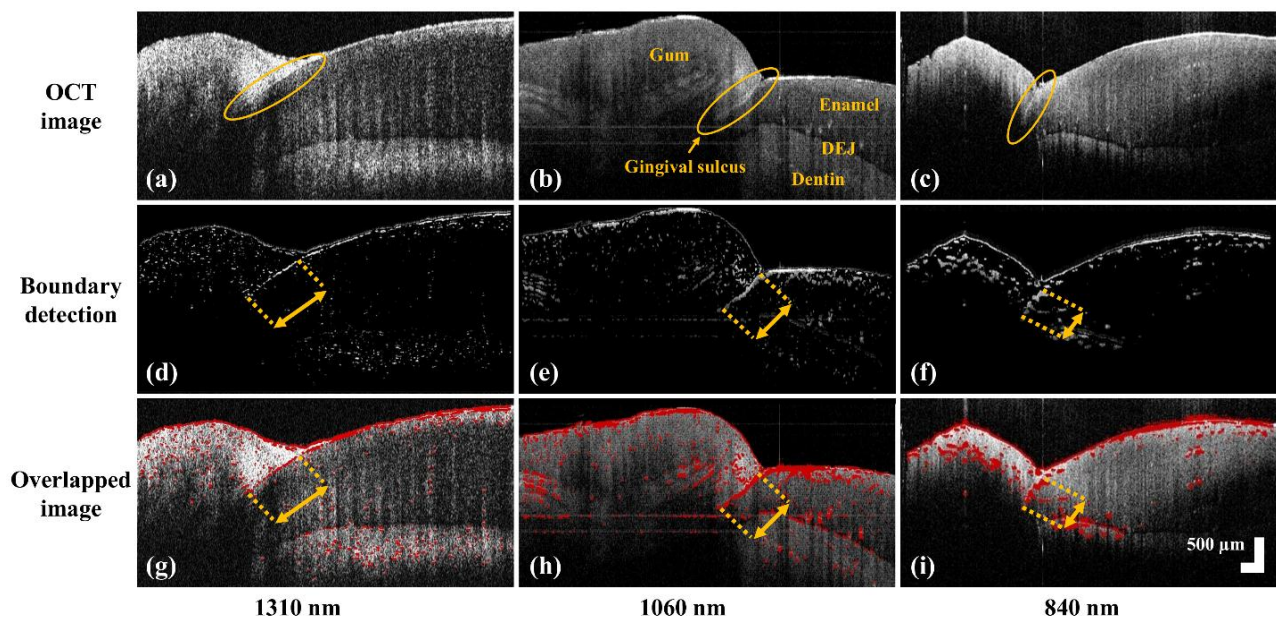 OCT
image
Gum
Enamel
DEJ
Gingival sulcus
Dentin
(a)
(b)
(c)
Boundary
detection
(d)
(e)
(f)
Overlapped
image
500 µm
(g)
(h)
(i)
1310 nm
1060 nm
840 nm